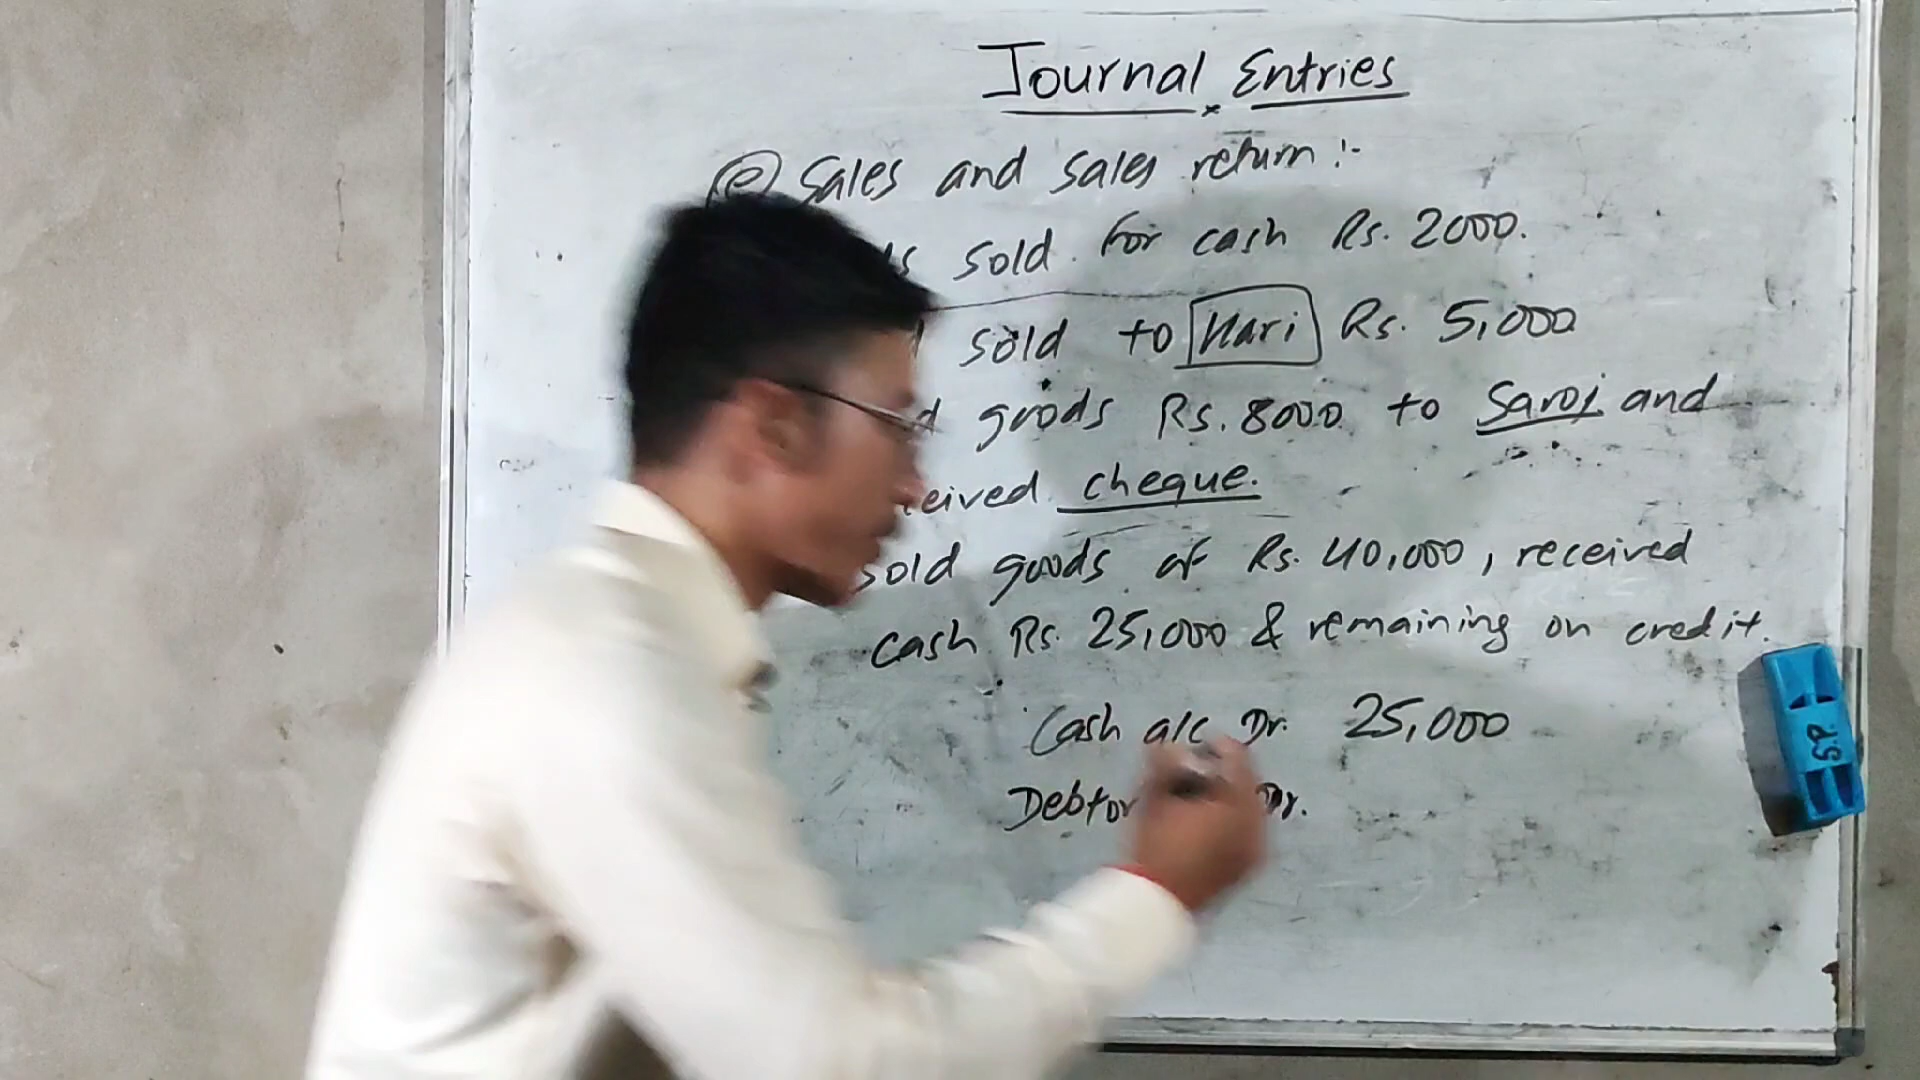 Journal Entries
(e) Sales and sales return :-
sold for cash Rs. 2000.
sold to Hari Rs. 5,000
goods Rs. 8000 to Saroj and
cheque.
sold goods of Rs. 40,000, received
cash Rs. 25,000 & remaining on credit.
Cash a/c Dr. 25,000
Debtor Dr.
S.P.